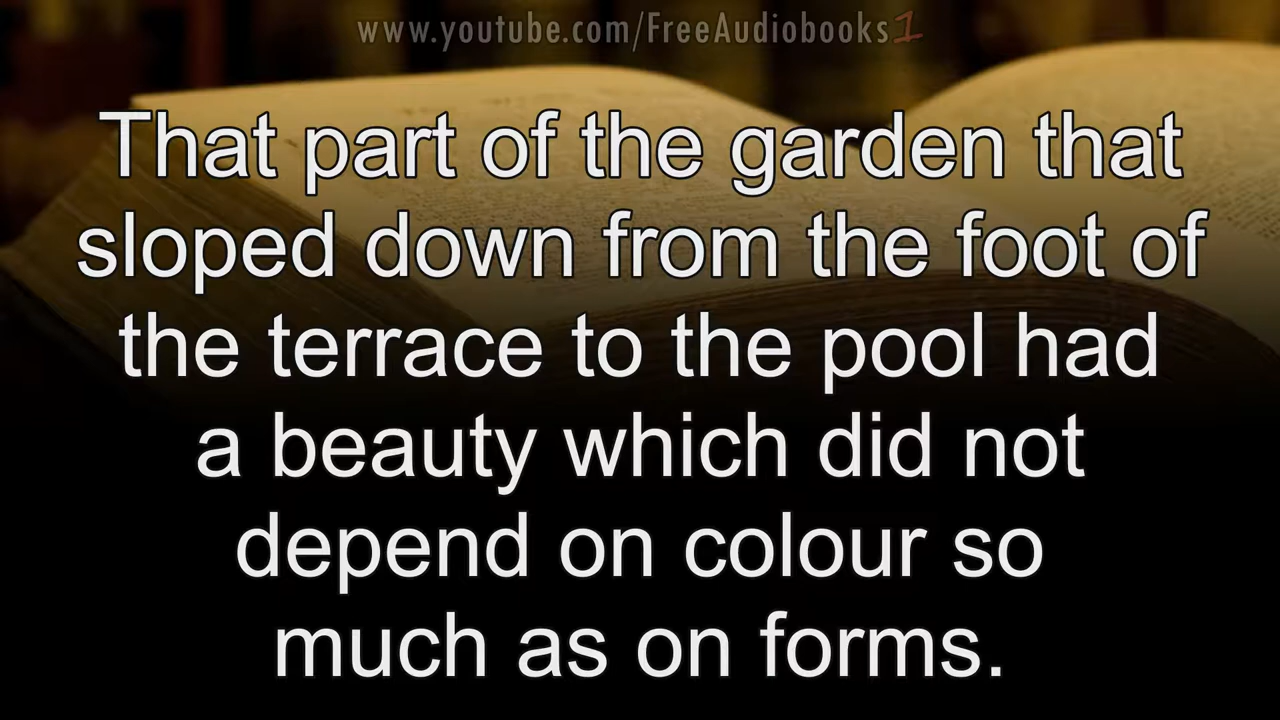 www.youtube.com/FreeAudiobooks1
That part of the garden that
sloped down from the foot of
the terrace to the pool had
a beauty which did not
depend on colour so
much as on forms.